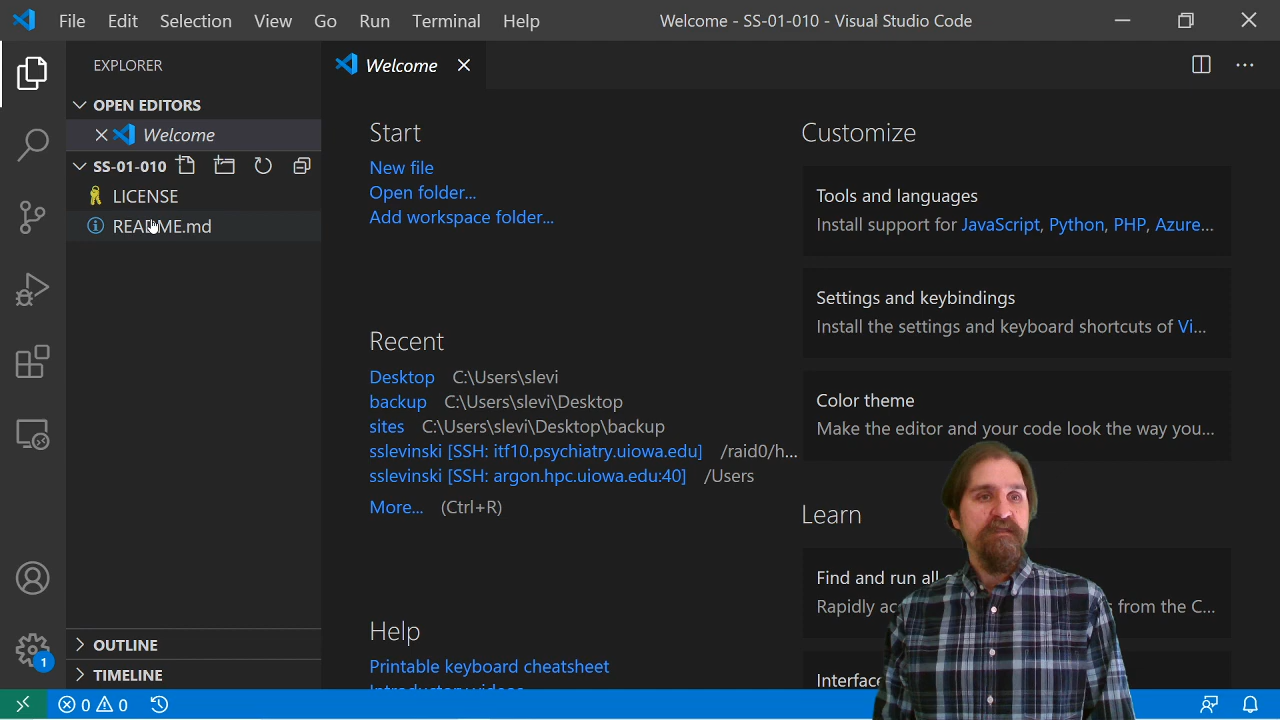 File Edit Selection View Go Run Terminal Help
Welcome - SS-01-010 - Visual Studio Code
EXPLORER
OPEN EDITORS
Welcome
SS-01-010
LICENSE
README.md
OUTLINE
TIMELINE
Welcome
Start
New file
Open folder...
Add workspace folder...
Recent
Desktop C:\Users\slevi
backup C:\Users\slevi\Desktop
sites C:\Users\slevi\Desktop\backup
sslevinski [SSH: itf10.psychiatry.uiowa.edu] /raid0/h...
sslevinski [SSH: argon.hpc.uiowa.edu:40] /Users
More... (Ctrl+R)
Help
Printable keyboard cheatsheet
Introductory videos
Customize
Tools and languages
Install support for JavaScript, Python, PHP, Azure...
Settings and keybindings
Install the settings and keyboard shortcuts of Vi...
Color theme
Make the editor and your code look the way you...
Learn
Find and run all
Rapidly from the C...
Interface
1
0 0